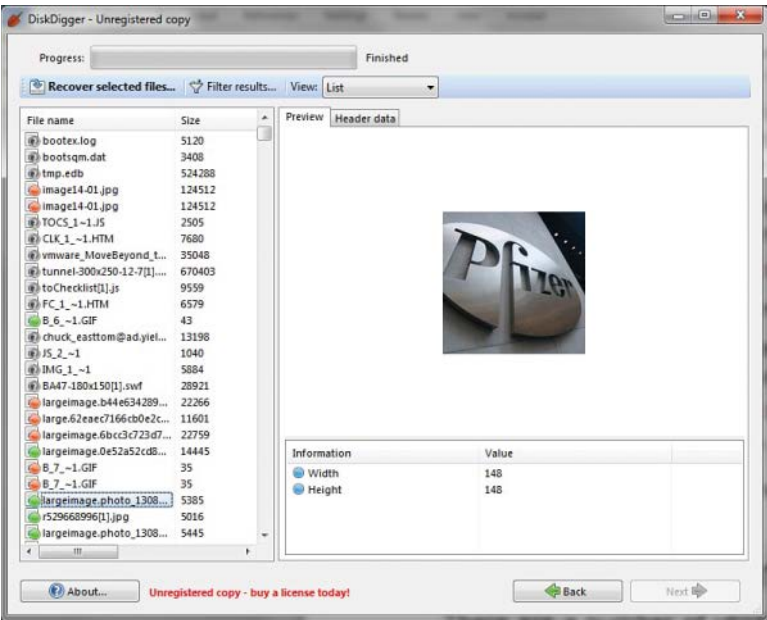 DiskDigger - Unregistered copy
Progress: Finished
Recover selected files... Filter results... View: List
File name Size
bootex.log 5120
bootsqm.dat 3408
tmp.edb 524288
image14-01.jpg 124512
image14-01.jpg 124512
TOCS_1~1.JS 2505
CLK_1_~1.HTM 7680
vmware_MoveBeyond_t... 35048
tunnel-300x250-12-7[1].... 670403
toChecklist[1].js 9559
FC_1_~1.HTM 6579
B_6_~1.GIF 43
chuck_easttom@ad.yiel... 13198
JS_2_~1 1040
IMG_1_~1 5884
BA47-180x150[1].swf 28921
largeimage.b44e634289... 22266
large.62eaec7166cb0e2c... 11601
largeimage.6bcc3c723d7... 22759
largeimage.0e52a52cd8... 14445
B_7_~1.GIF 35
B_7_~1.GIF 35
largeimage.photo_1308... 5385
r529668996[1].jpg 5016
largeimage.photo_1308... 5445
Preview Header data
Pfizer
Information Value
Width 148
Height 148
About... Unregistered copy - buy a license today! Back Next